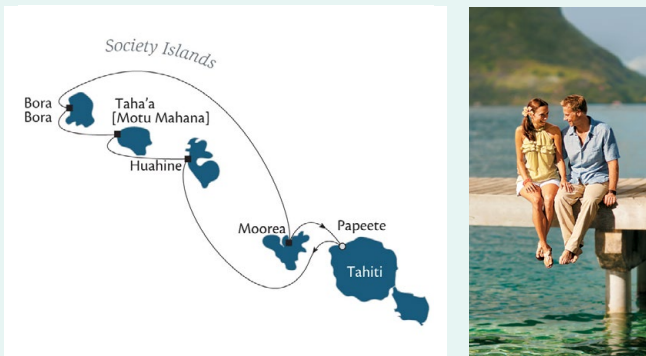 Society Islands
Bora
Bora
Taha'a
[Motu Mahana]
Huahine
Moorea
Papeete
Tahiti